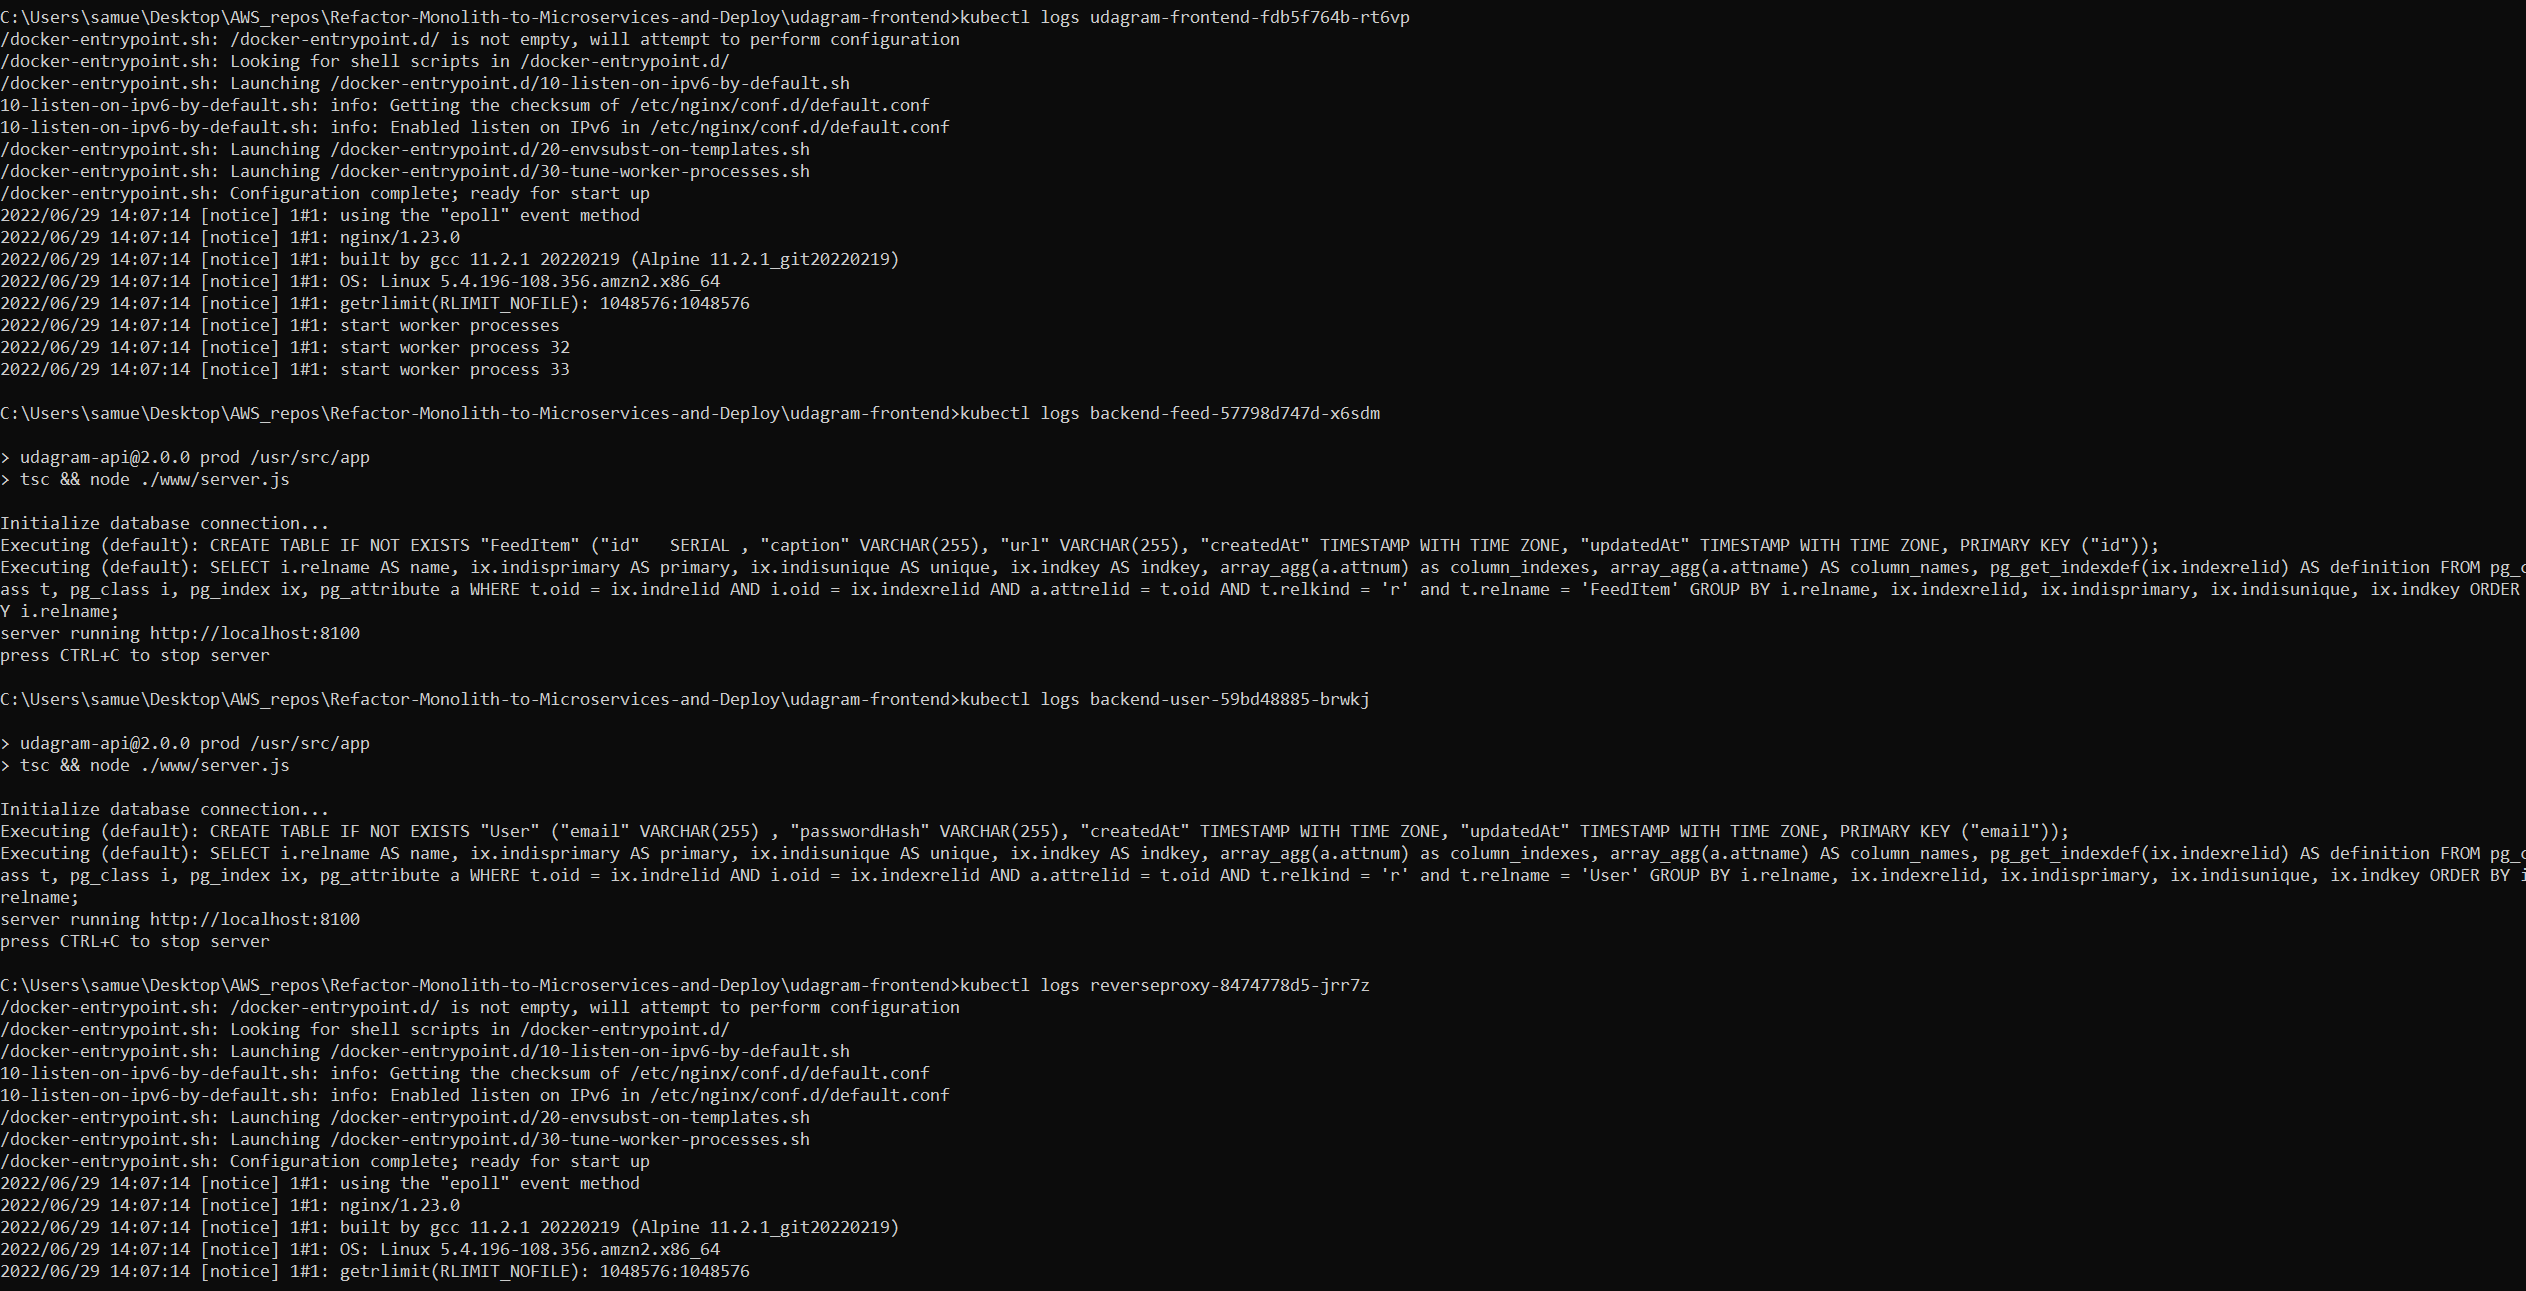 C:\Users\samue\Desktop\AWS_repos\Refactor-Monolith-to-Microservices-and-Deploy\udagram-frontend>kubectl logs udagram-frontend-fdb5f764b-rt6vp
/docker-entrypoint.sh: /docker-entrypoint.d/ is not empty, will attempt to perform configuration
/docker-entrypoint.sh: Looking for shell scripts in /docker-entrypoint.d/
/docker-entrypoint.sh: Launching /docker-entrypoint.d/10-listen-on-ipv6-by-default.sh
10-listen-on-ipv6-by-default.sh: info: Getting the checksum of /etc/nginx/conf.d/default.conf
10-listen-on-ipv6-by-default.sh: info: Enabled listen on IPv6 in /etc/nginx/conf.d/default.conf
/docker-entrypoint.sh: Launching /docker-entrypoint.d/20-envsubst-on-templates.sh
/docker-entrypoint.sh: Launching /docker-entrypoint.d/30-tune-worker-processes.sh
/docker-entrypoint.sh: Configuration complete; ready for start up
2022/06/29 14:07:14 [notice] 1#1: using the "epoll" event method
2022/06/29 14:07:14 [notice] 1#1: nginx/1.23.0
2022/06/29 14:07:14 [notice] 1#1: built by gcc 11.2.1 20220219 (Alpine 11.2.1_git20220219)
2022/06/29 14:07:14 [notice] 1#1: OS: Linux 5.4.196-108.356.amzn2.x86_64
2022/06/29 14:07:14 [notice] 1#1: getrlimit(RLIMIT_NOFILE): 1048576:1048576
2022/06/29 14:07:14 [notice] 1#1: start worker processes
2022/06/29 14:07:14 [notice] 1#1: start worker process 32
2022/06/29 14:07:14 [notice] 1#1: start worker process 33
C:\Users\samue\Desktop\AWS_repos\Refactor-Monolith-to-Microservices-and-Deploy\udagram-frontend>kubectl logs backend-feed-57798d747d-x6sdm
> udagram-api@2.0.0 prod /usr/src/app
> tsc && node ./www/server.js
Initialize database connection...
Executing (default): CREATE TABLE IF NOT EXISTS "FeedItem" ("id"   SERIAL , "caption" VARCHAR(255), "url" VARCHAR(255), "createdAt" TIMESTAMP WITH TIME ZONE, "updatedAt" TIMESTAMP WITH TIME ZONE, PRIMARY KEY ("id"));
Executing (default): SELECT i.relname AS name, ix.indisprimary AS primary, ix.indisunique AS unique, ix.indkey AS indkey, array_agg(a.attnum) as column_indexes, array_agg(a.attname) AS column_names, pg_get_indexdef(ix.indexrelid) AS definition FROM pg_c
ass t, pg_class i, pg_index ix, pg_attribute a WHERE t.oid = ix.indrelid AND i.oid = ix.indexrelid AND a.attrelid = t.oid AND t.relkind = 'r' and t.relname = 'FeedItem' GROUP BY i.relname, ix.indexrelid, ix.indisprimary, ix.indisunique, ix.indkey ORDER
Y i.relname;
server running http://localhost:8100
press CTRL+C to stop server
C:\Users\samue\Desktop\AWS_repos\Refactor-Monolith-to-Microservices-and-Deploy\udagram-frontend>kubectl logs backend-user-59bd48885-brwkj
> udagram-api@2.0.0 prod /usr/src/app
> tsc && node ./www/server.js
Initialize database connection...
Executing (default): CREATE TABLE IF NOT EXISTS "User" ("email" VARCHAR(255) , "passwordHash" VARCHAR(255), "createdAt" TIMESTAMP WITH TIME ZONE, "updatedAt" TIMESTAMP WITH TIME ZONE, PRIMARY KEY ("email"));
Executing (default): SELECT i.relname AS name, ix.indisprimary AS primary, ix.indisunique AS unique, ix.indkey AS indkey, array_agg(a.attnum) as column_indexes, array_agg(a.attname) AS column_names, pg_get_indexdef(ix.indexrelid) AS definition FROM pg_c
ass t, pg_class i, pg_index ix, pg_attribute a WHERE t.oid = ix.indrelid AND i.oid = ix.indexrelid AND a.attrelid = t.oid AND t.relkind = 'r' and t.relname = 'User' GROUP BY i.relname, ix.indexrelid, ix.indisprimary, ix.indisunique, ix.indkey ORDER BY i
relname;
server running http://localhost:8100
press CTRL+C to stop server
C:\Users\samue\Desktop\AWS_repos\Refactor-Monolith-to-Microservices-and-Deploy\udagram-frontend>kubectl logs reverseproxy-8474778d5-jrr7z
/docker-entrypoint.sh: /docker-entrypoint.d/ is not empty, will attempt to perform configuration
/docker-entrypoint.sh: Looking for shell scripts in /docker-entrypoint.d/
/docker-entrypoint.sh: Launching /docker-entrypoint.d/10-listen-on-ipv6-by-default.sh
10-listen-on-ipv6-by-default.sh: info: Getting the checksum of /etc/nginx/conf.d/default.conf
10-listen-on-ipv6-by-default.sh: info: Enabled listen on IPv6 in /etc/nginx/conf.d/default.conf
/docker-entrypoint.sh: Launching /docker-entrypoint.d/20-envsubst-on-templates.sh
/docker-entrypoint.sh: Launching /docker-entrypoint.d/30-tune-worker-processes.sh
/docker-entrypoint.sh: Configuration complete; ready for start up
2022/06/29 14:07:14 [notice] 1#1: using the "epoll" event method
2022/06/29 14:07:14 [notice] 1#1: nginx/1.23.0
2022/06/29 14:07:14 [notice] 1#1: built by gcc 11.2.1 20220219 (Alpine 11.2.1_git20220219)
2022/06/29 14:07:14 [notice] 1#1: OS: Linux 5.4.196-108.356.amzn2.x86_64
2022/06/29 14:07:14 [notice] 1#1: getrlimit(RLIMIT_NOFILE): 1048576:1048576